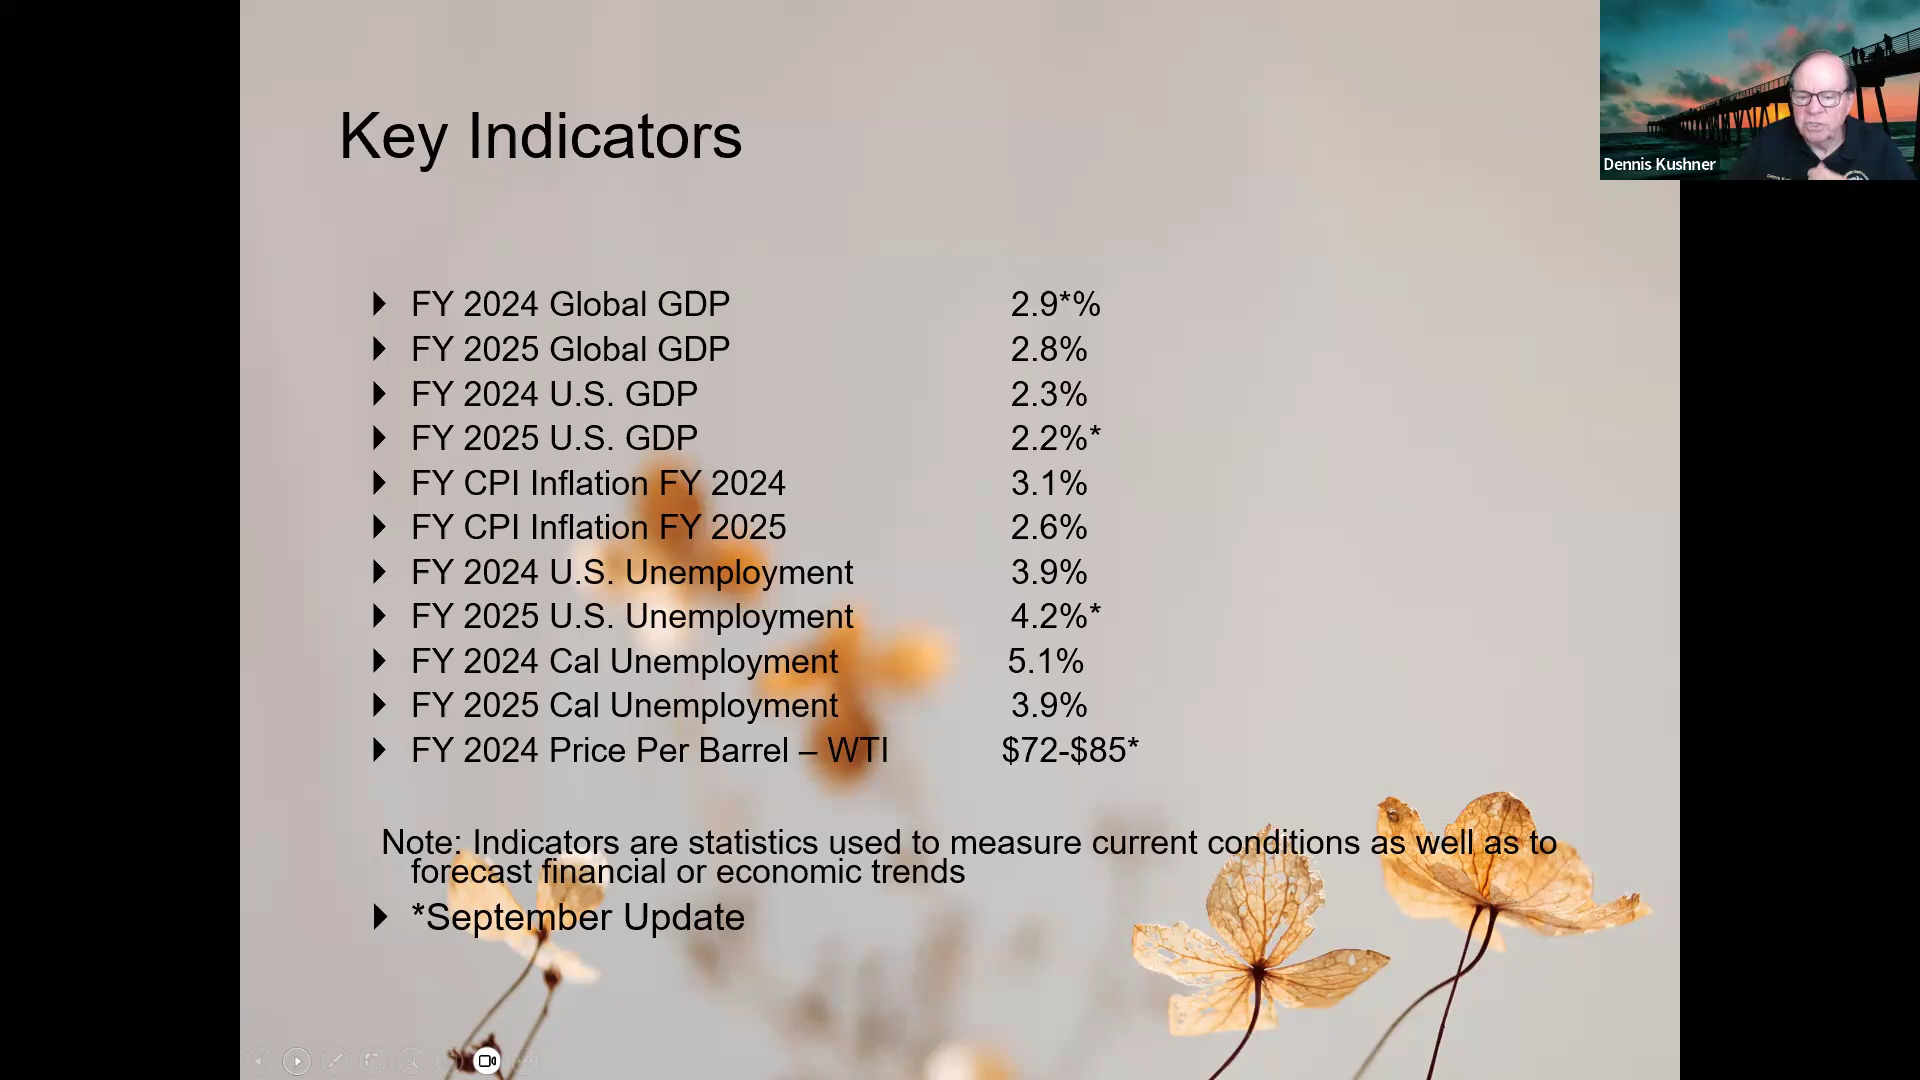 Key Indicators
Dennis Kushner
FY 2024 Global GDP 2.9*%
FY 2025 Global GDP 2.8%
FY 2024 U.S. GDP 2.3%
FY 2025 U.S. GDP 2.2%*
FY CPI Inflation FY 2024 3.1%
FY CPI Inflation FY 2025 2.6%
FY 2024 U.S. Unemployment 3.9%
FY 2025 U.S. Unemployment 4.2%*
FY 2024 Cal Unemployment 5.1%
FY 2025 Cal Unemployment 3.9%
FY 2024 Price Per Barrel – WTI $72-$85*
Note: Indicators are statistics used to measure current conditions as well as to
forecast financial or economic trends
*September Update